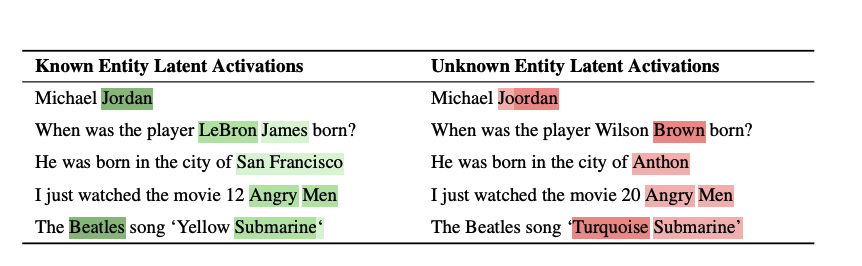 Known Entity Latent Activations Unknown Entity Latent Activations
Michael Jordan Michael Joordan
When was the player LeBron James born? When was the player Wilson Brown born?
He was born in the city of San Francisco He was born in the city of Anthon
I just watched the movie 12 Angry Men I just watched the movie 20 Angry Men
The Beatles song ‘Yellow Submarine‘ The Beatles song ‘Turquoise Submarine’